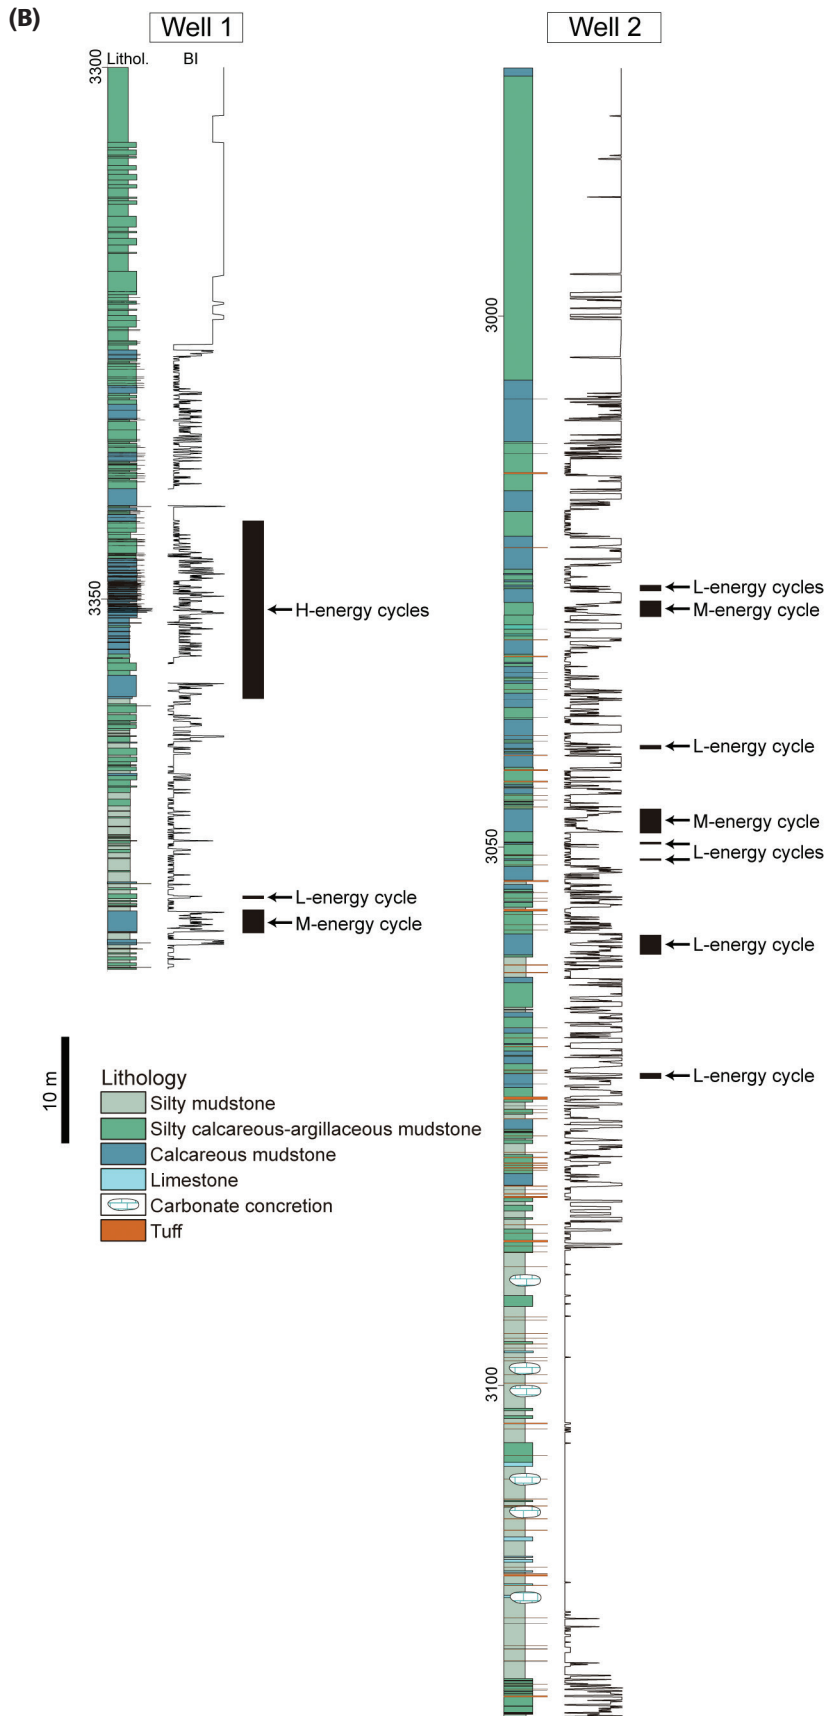 (B)
Well 1
Well 2
Lithol.
BI
3300
3350
H-energy cycles
L-energy cycle
M-energy cycle
3000
3050
3100
L-energy cycles
M-energy cycle
L-energy cycle
M-energy cycle
L-energy cycles
L-energy cycle
L-energy cycle
10 m
Lithology
Silty mudstone
Silty calcareous-argillaceous mudstone
Calcareous mudstone
Limestone
Carbonate concretion
Tuff